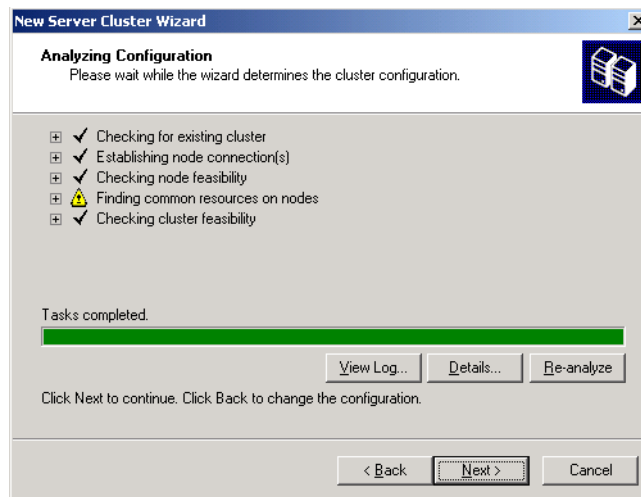 New Server Cluster Wizard
Analyzing Configuration
Please wait while the wizard determines the cluster configuration.
Checking for existing cluster
Establishing node connection(s)
Checking node feasibility
Finding common resources on nodes
Checking cluster feasibility
Tasks completed.
View Log... Details... Re-analyze
Click Next to continue. Click Back to change the configuration.
< Back Next > Cancel